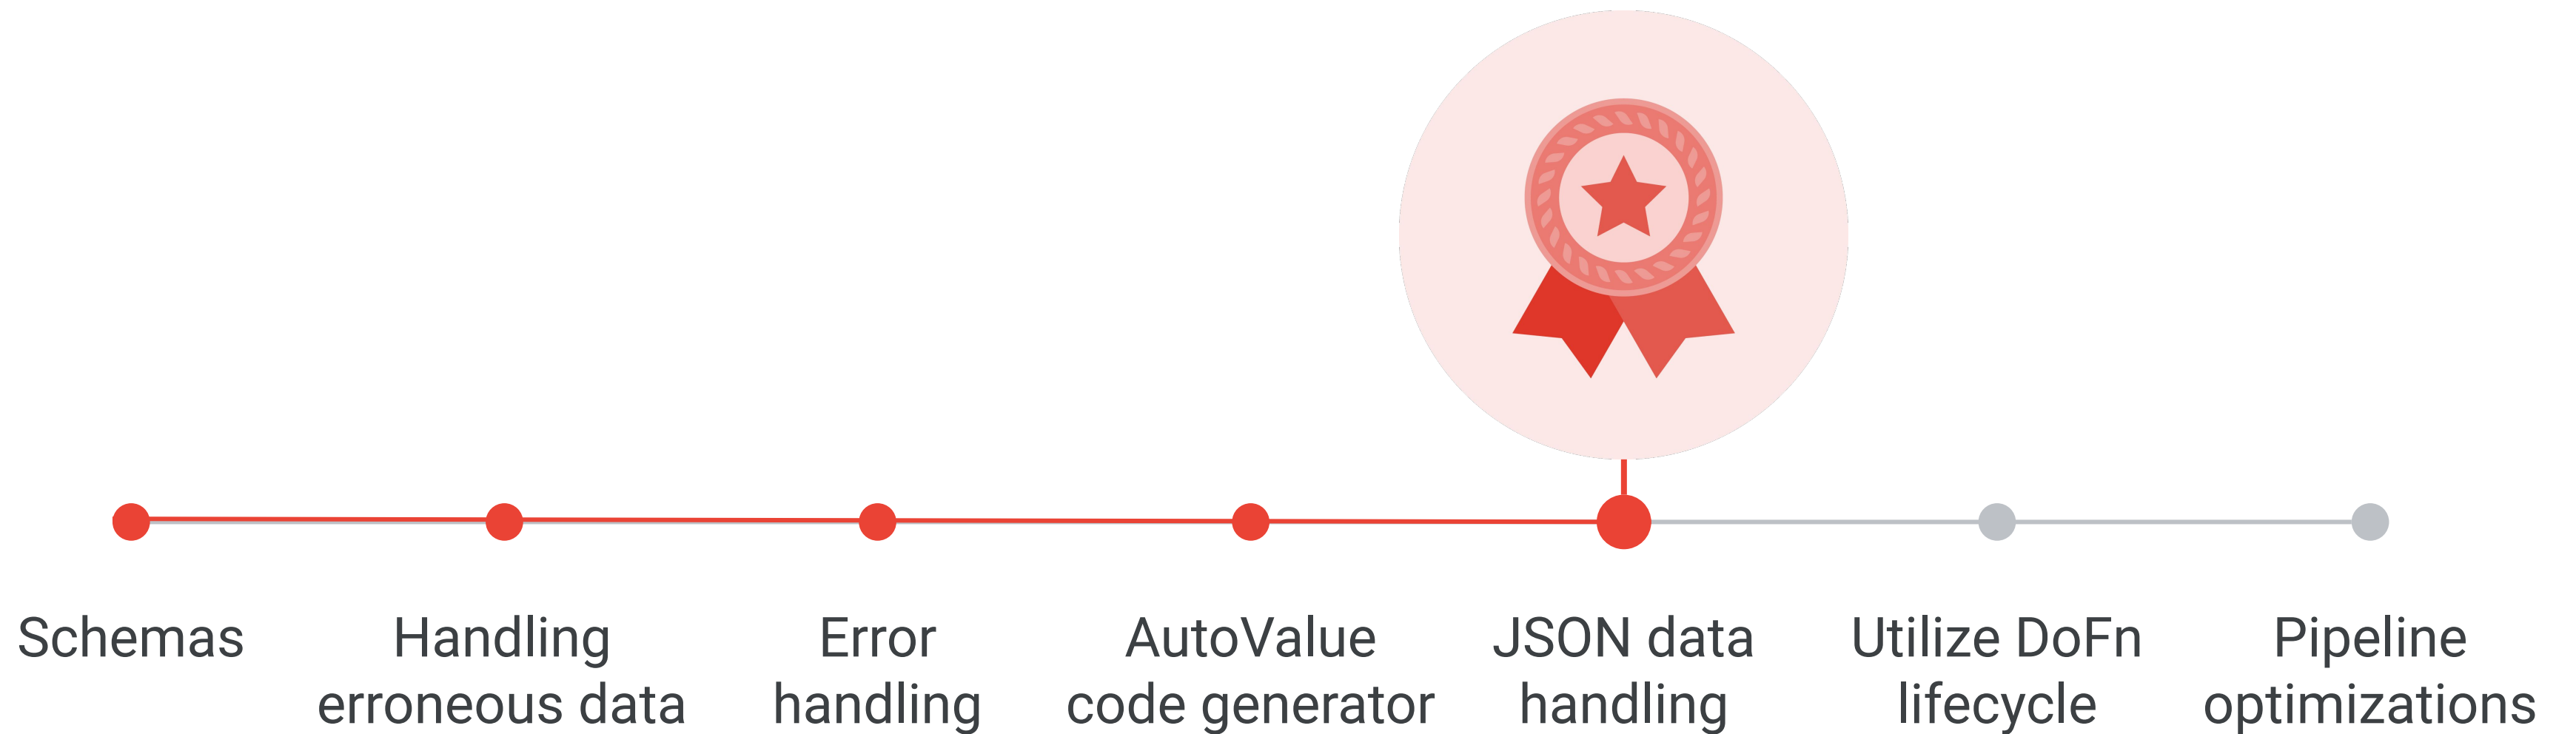 Schemas
Handling
erroneous data
Error
handling
AutoValue
code generator
JSON data
handling
Utilize DoFn
lifecycle
Pipeline
optimizations